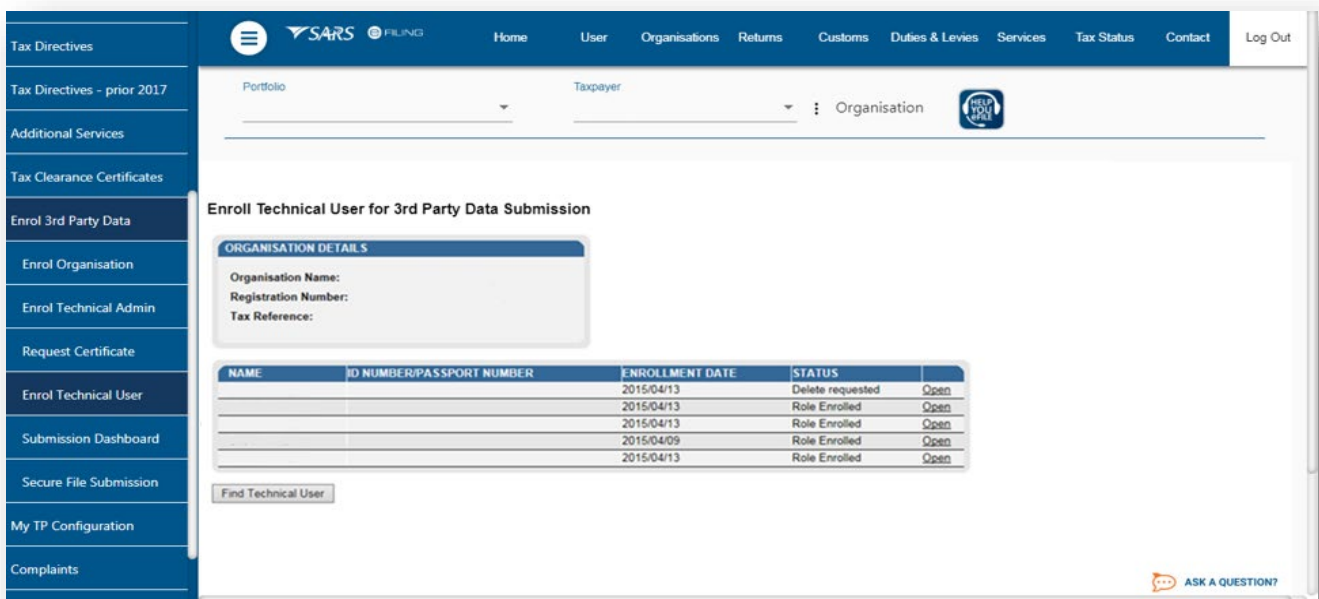 SARS eFILING
Home User Organisations Returns Customs Duties & Levies Services Tax Status Contact Log Out
Tax Directives
Tax Directives - prior 2017
Additional Services
Tax Clearance Certificates
Enrol 3rd Party Data
Enrol Organisation
Enrol Technical Admin
Request Certificate
Enrol Technical User
Submission Dashboard
Secure File Submission
My TP Configuration
Complaints
Portfolio Taxpayer
Organisation
HELP YOU eFILE
Enroll Technical User for 3rd Party Data Submission
ORGANISATION DETAILS
Organisation Name:
Registration Number:
Tax Reference:
NAME ID NUMBER/PASSPORT NUMBER ENROLLMENT DATE STATUS
2015/04/13 Delete requested Open
2015/04/13 Role Enrolled Open
2015/04/13 Role Enrolled Open
2015/04/09 Role Enrolled Open
2015/04/13 Role Enrolled Open
Find Technical User
ASK A QUESTION?